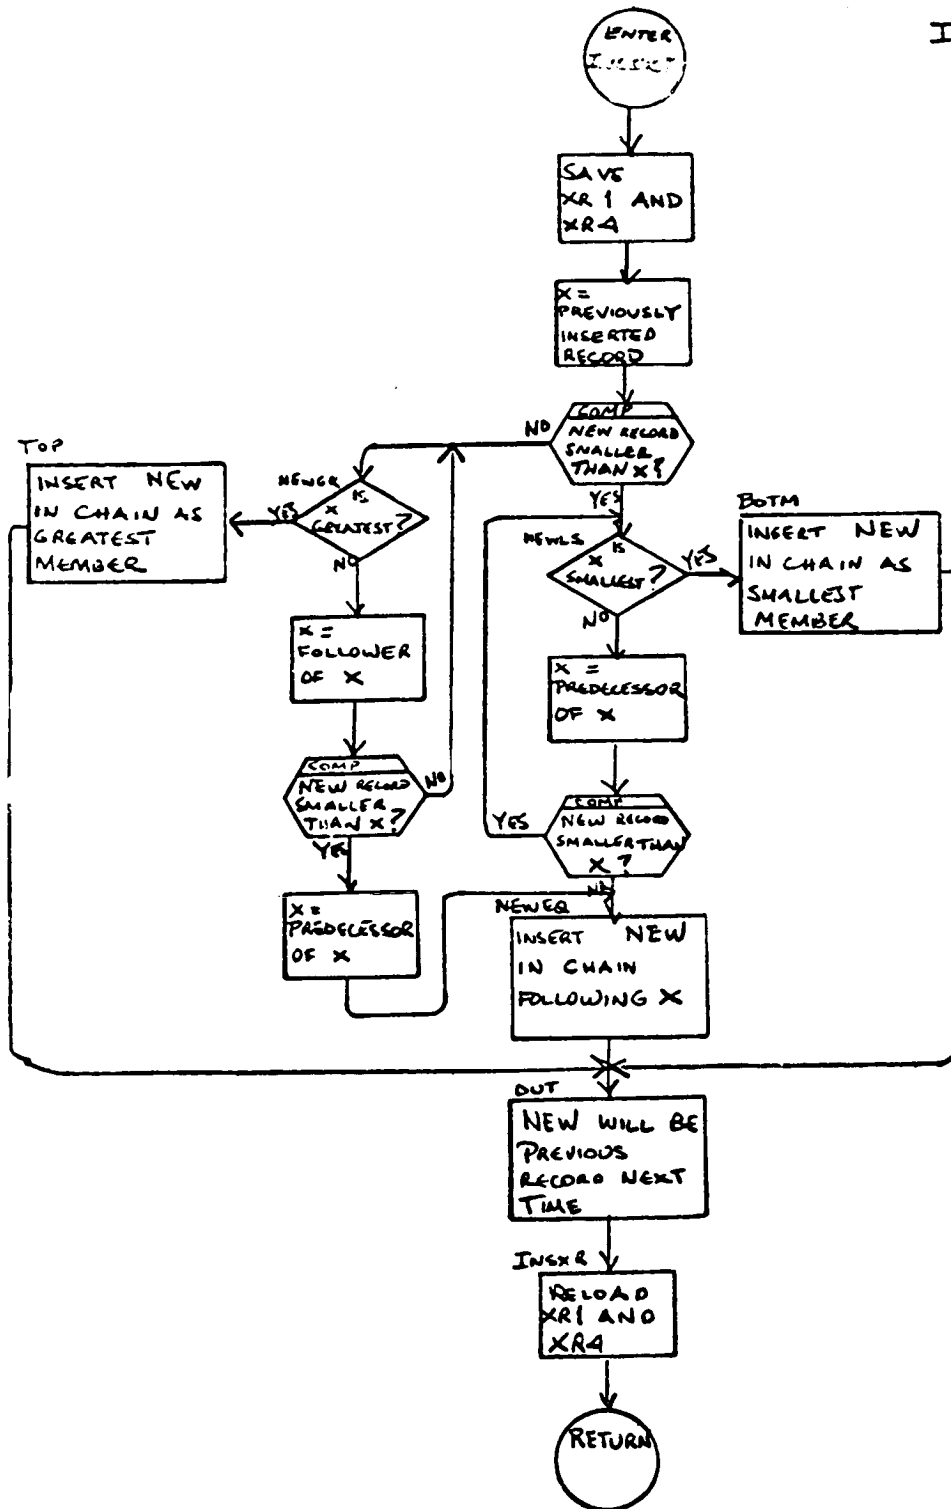 ENTER
INSERT
SAVE
XR1 AND
XR4
X=
PREVIOUSLY
INSERTED
RECORD
COMP
NEW RECORD
SMALLER
THAN X?
NO
YES
TOP
INSERT NEW
IN CHAIN AS
GREATEST
MEMBER
YES
NEWGR
IS
X
GREATEST?
NO
NEWLS
IS
X
SMALLEST?
YES
NO
BOTM
INSERT NEW
IN CHAIN AS
SMALLEST
MEMBER
X=
FOLLOWER
OF X
X =
PREDECESSOR
OF X
COMP
NEW RECORD
SMALLER
THAN X?
NO
YES
COMP
NEW RECORD
SMALLER THAN
X?
YES
NO
X=
PREDECESSOR
OF X
NEWEQ
INSERT NEW
IN CHAIN
FOLLOWING X
OUT
NEW WILL BE
PREVIOUS
RECORD NEXT
TIME
INSXR
RELOAD
XR1 AND
XR4
RETURN